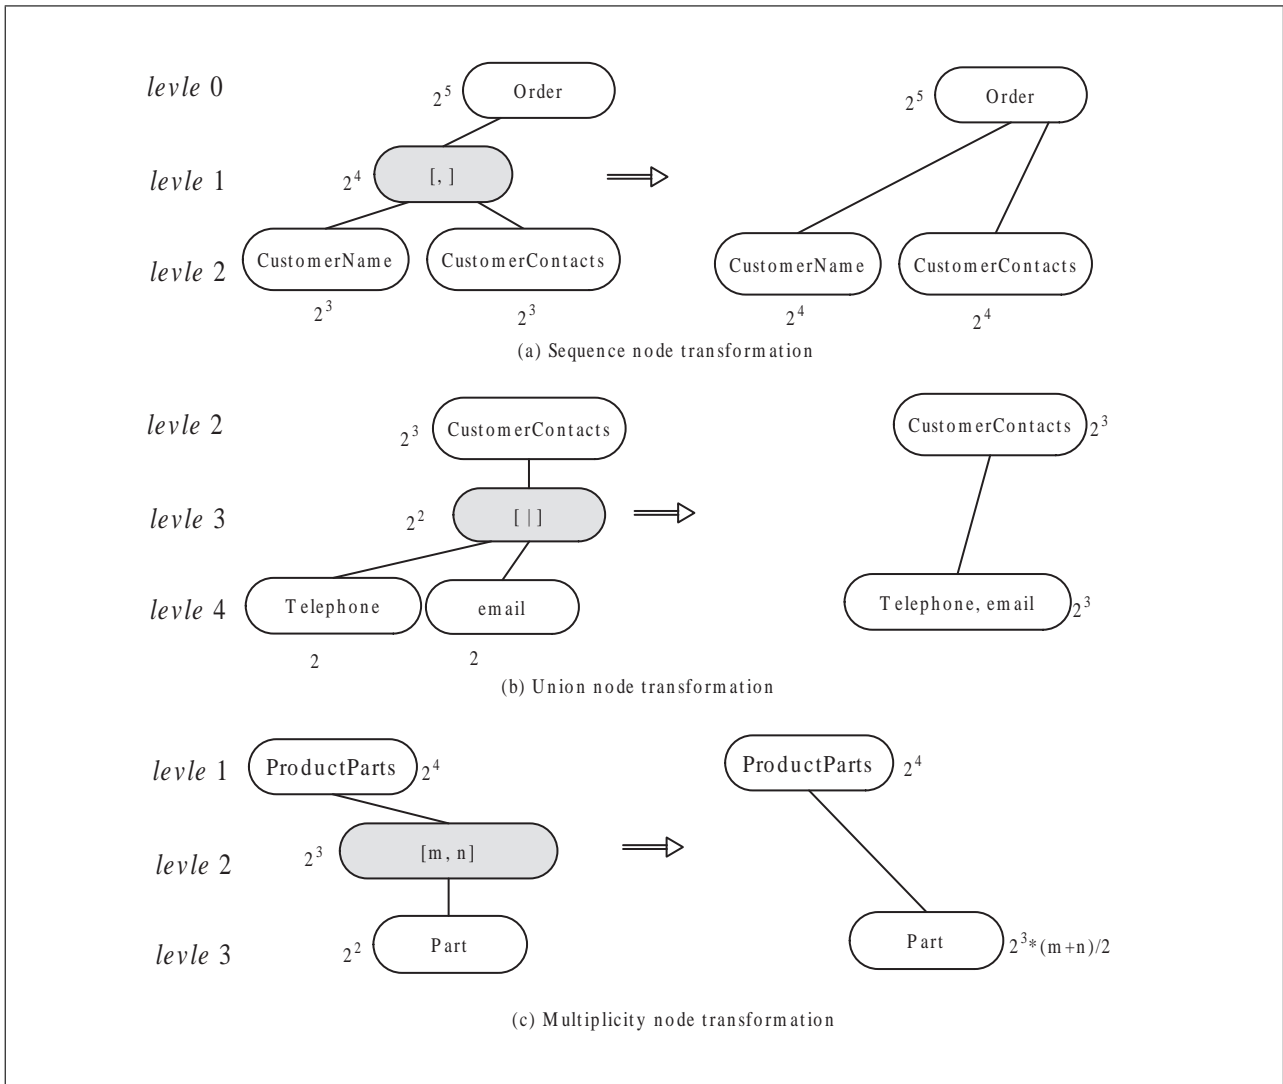 levle 0
2^5 Order
2^5 Order
levle 1
2^4 [, ]
levle 2
CustomerName CustomerContacts
CustomerName CustomerContacts
2^3 2^3
2^4 2^4
(a) Sequence node transformation
levle 2
2^3 CustomerContacts
CustomerContacts 2^3
levle 3
2^2 [ | ]
levle 4
Telephone email
Telephone, email 2^3
2 2
(b) Union node transformation
levle 1
ProductParts 2^4
ProductParts 2^4
levle 2
2^3 [m, n]
levle 3
2^2 Part
Part 2^3*(m+n)/2
(c) Multiplicity node transformation